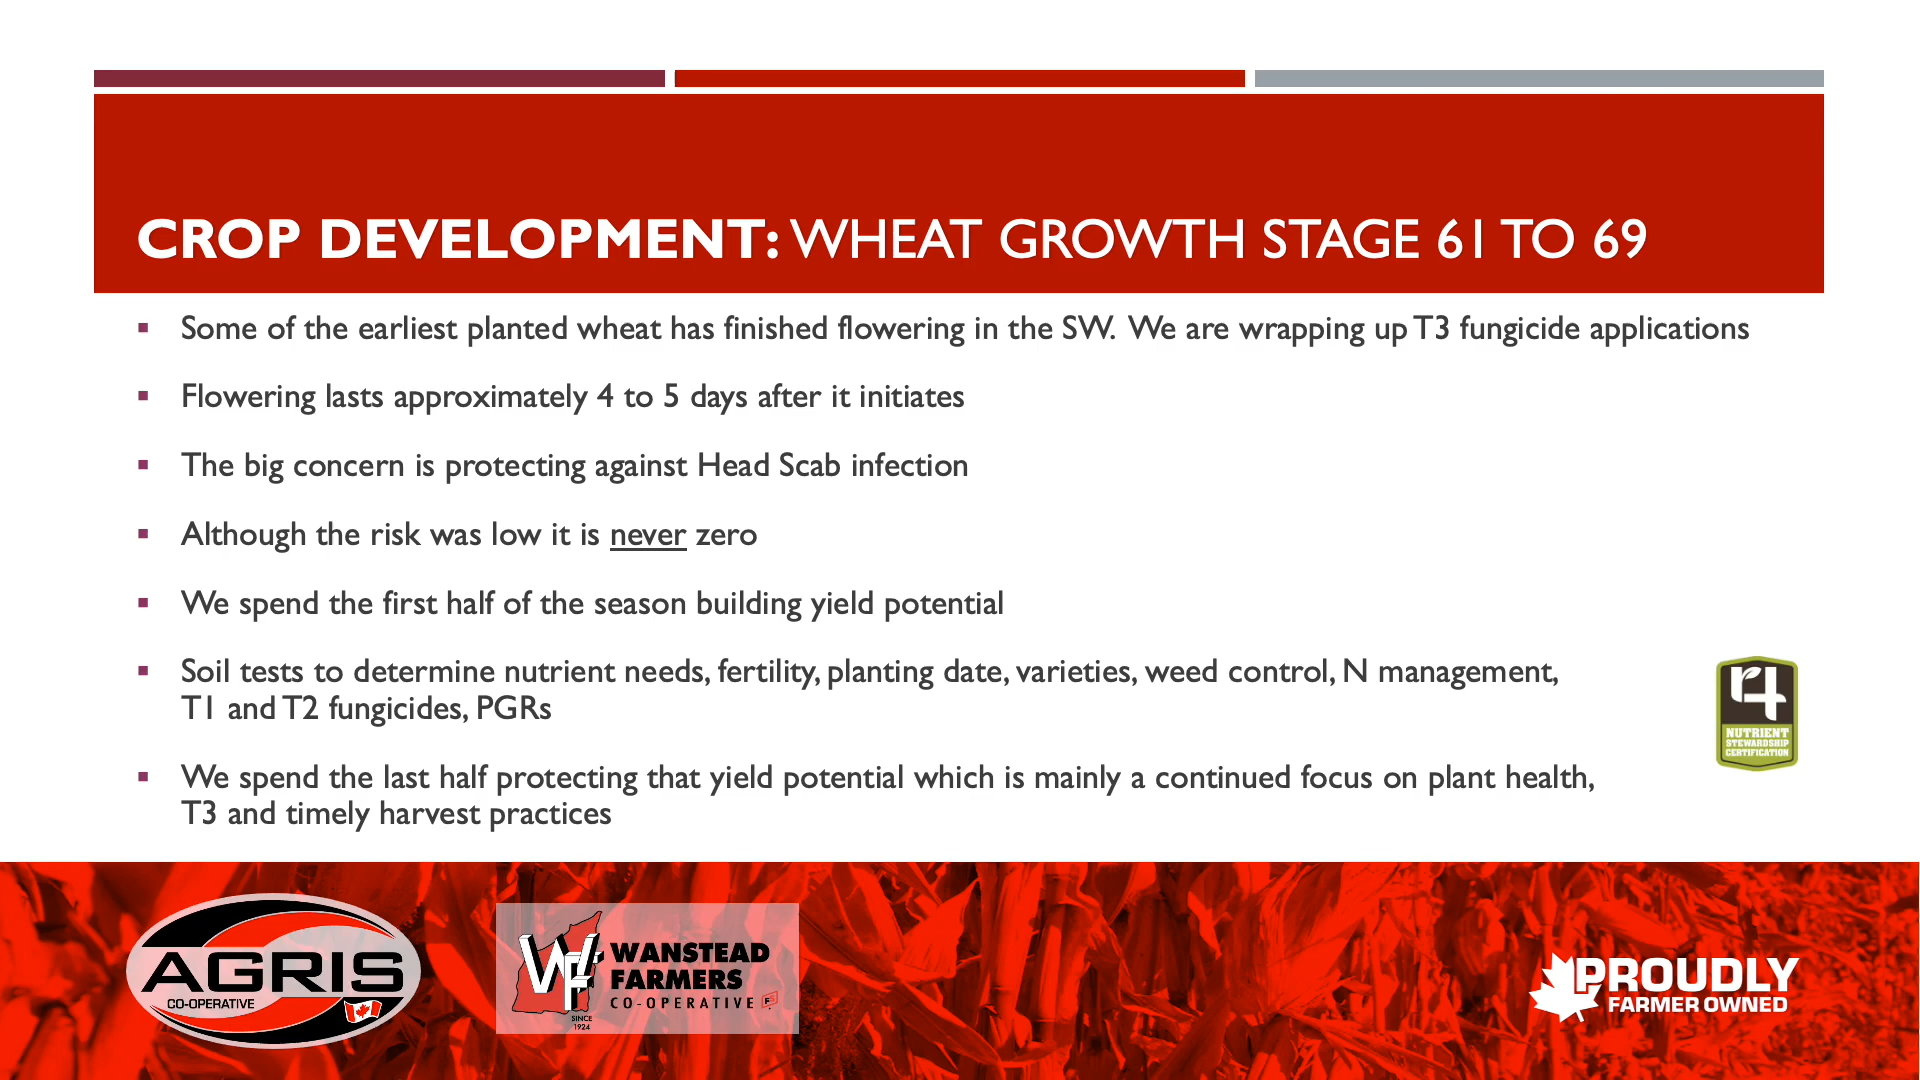 CROP DEVELOPMENT: WHEAT GROWTH STAGE 61 TO 69
▪ Some of the earliest planted wheat has finished flowering in the SW.  We are wrapping up T3 fungicide applications
▪ Flowering lasts approximately 4 to 5 days after it initiates
▪ The big concern is protecting against Head Scab infection
▪ Although the risk was low it is never zero
▪ We spend the first half of the season building yield potential
▪ Soil tests to determine nutrient needs, fertility, planting date, varieties, weed control, N management,
T1 and T2 fungicides, PGRs
▪ We spend the last half protecting that yield potential which is mainly a continued focus on plant health,
T3 and timely harvest practices
r4
NUTRIENT
STEWARDSHIP
CERTIFICATION
AGRIS
CO-OPERATIVE
WF
WANSTEAD
FARMERS
CO-OPERATIVE
FS
SINCE
1924
PROUDLY
FARMER OWNED